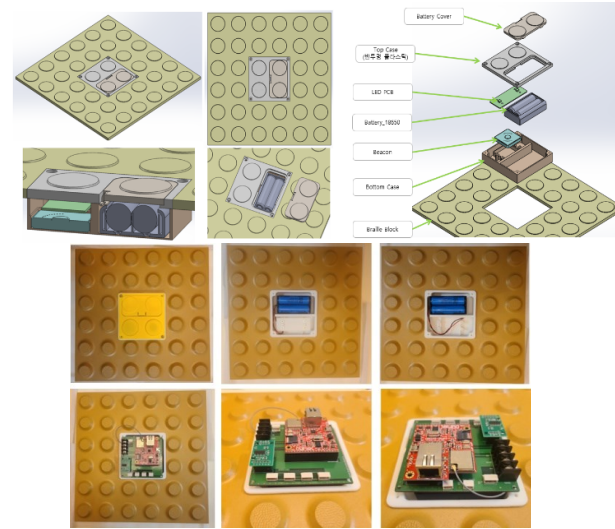 Battery Cover
Top Case
(반투명 플라스틱)
LED PCB
Battery_18650
Beacon
Bottom Case
Braille Block